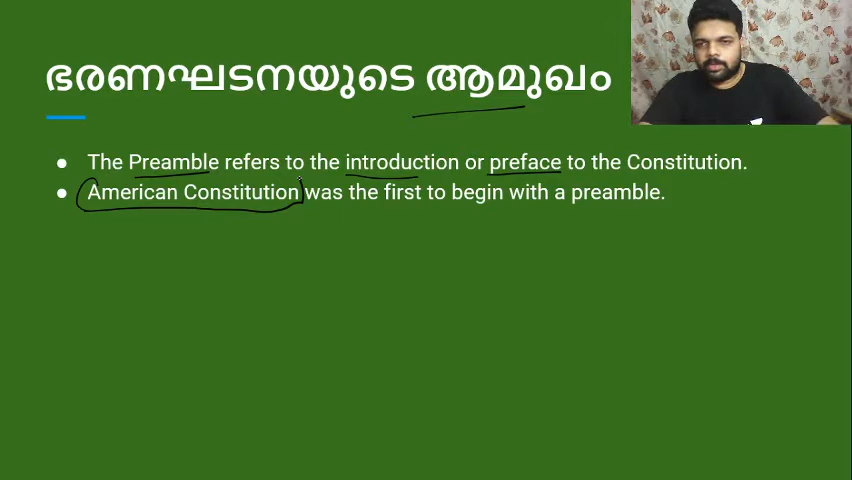 ഭരണഘടനയുടെ ആമുഖം
The Preamble refers to the introduction or preface to the Constitution.
American Constitution was the first to begin with a preamble.